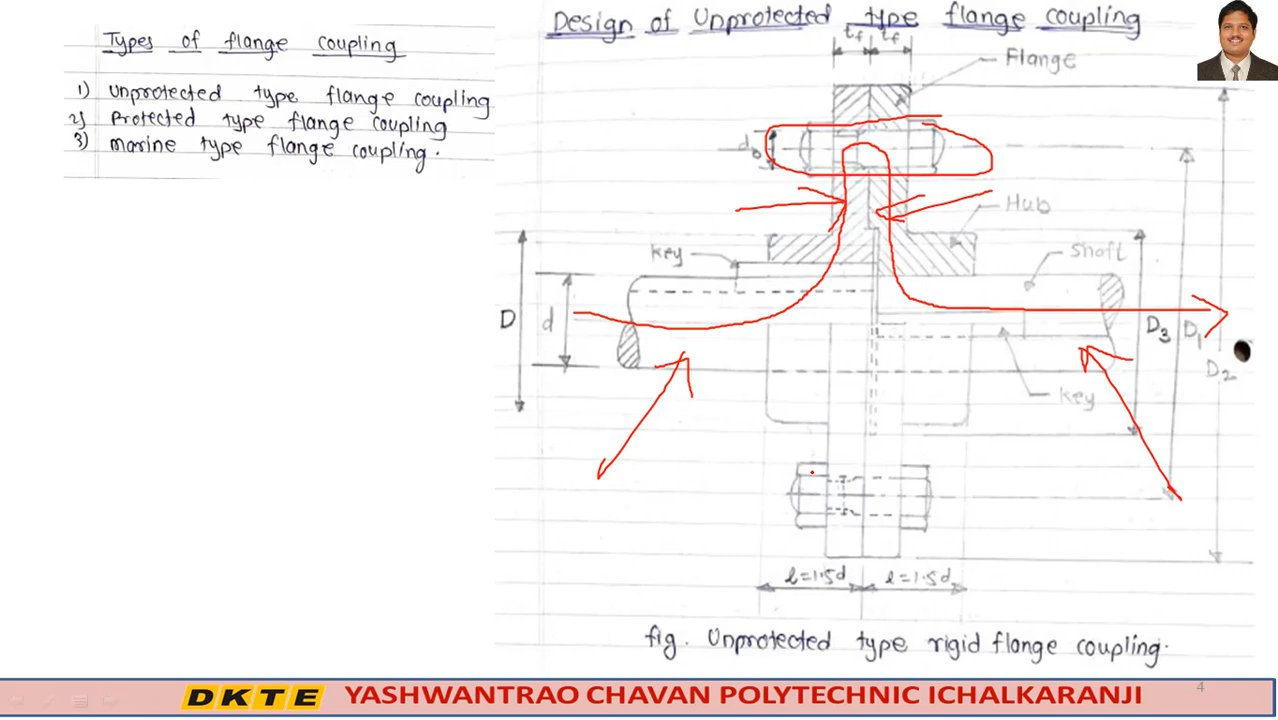 Types of flange coupling
1) Unprotected type flange coupling
2) Protected type flange coupling
3) marine type flange coupling.
Design of Unprotected type flange coupling
tf tf
Flange
db
Hub
key
shaft
D
d
D3
D1
D2
key
l=1.5d l=1.5d
fig. Unprotected type rigid flange coupling.
4
DKTE YASHWANTRAO CHAVAN POLYTECHNIC ICHALKARANJI